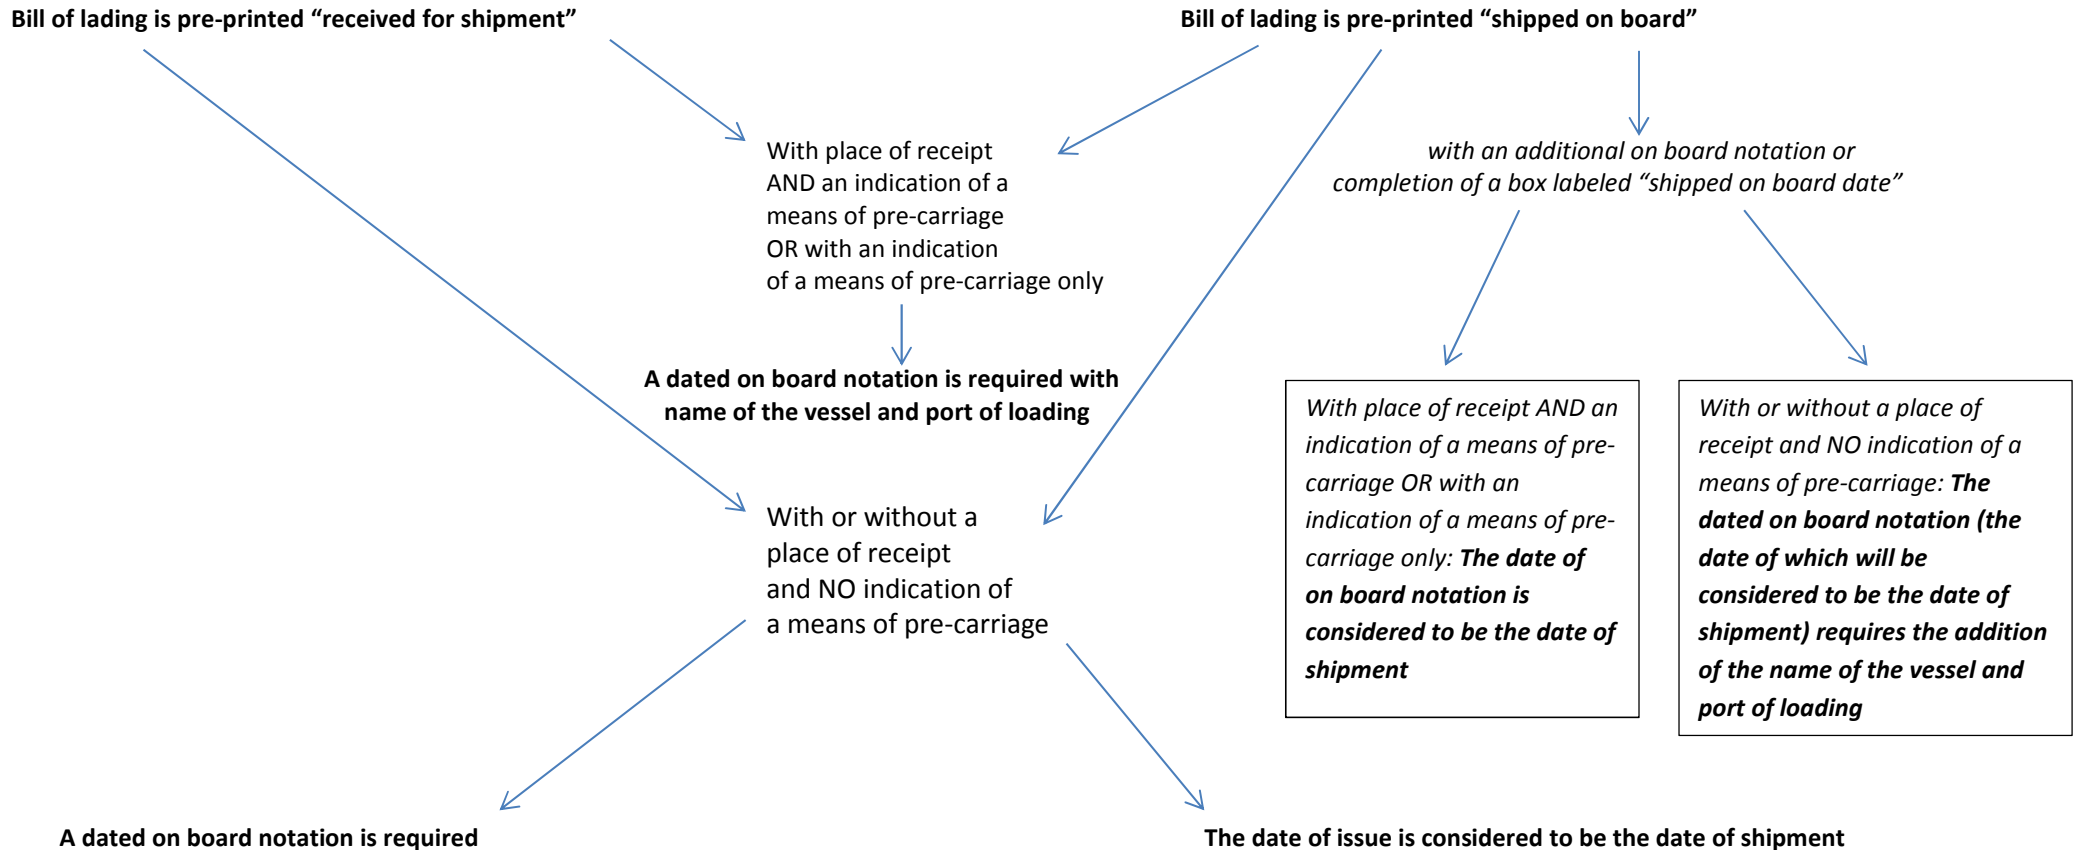 Bill of lading is pre-printed “received for shipment”
Bill of lading is pre-printed “shipped on board”
With place of receipt
AND an indication of a
means of pre-carriage
OR with an indication
of a means of pre-carriage only
with an additional on board notation or
completion of a box labeled “shipped on board date”
A dated on board notation is required with
name of the vessel and port of loading
With place of receipt AND an
indication of a means of pre-
carriage OR with an
indication of a means of pre-
carriage only: The date of
on board notation is
considered to be the date of
shipment
With or without a place of
receipt and NO indication of a
means of pre-carriage: The
dated on board notation (the
date of which will be
considered to be the date of
shipment) requires the addition
of the name of the vessel and
port of loading
With or without a
place of receipt
and NO indication of
a means of pre-carriage
A dated on board notation is required
The date of issue is considered to be the date of shipment